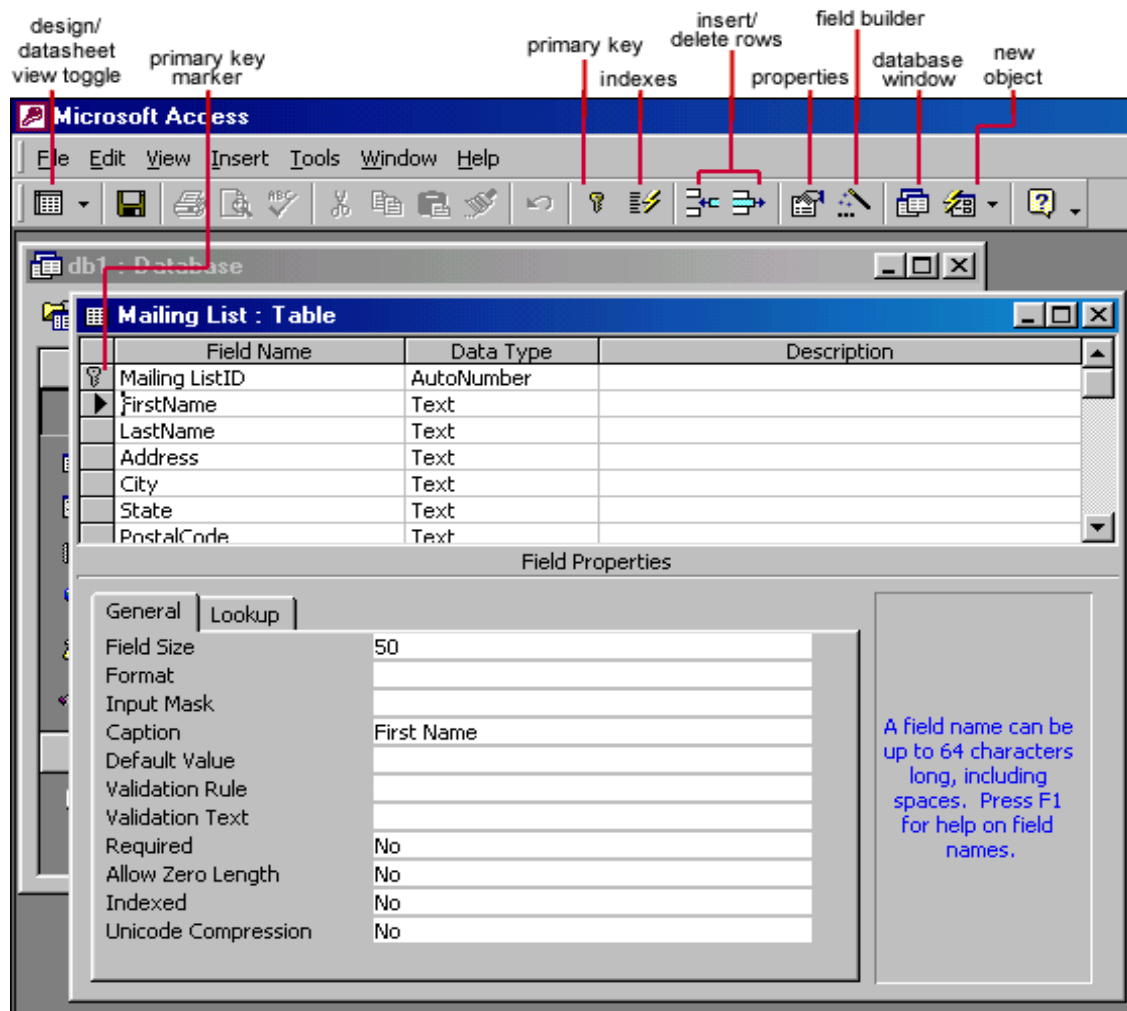 design/
datasheet
view toggle
primary key
marker
primary key
indexes
insert/
delete rows
properties
field builder
database
window
new
object
Microsoft Access
File Edit View Insert Tools Window Help
ABC
db1 : Database
Mailing List : Table
Field Name Data Type Description
Mailing ListID AutoNumber
FirstName Text
LastName Text
Address Text
City Text
State Text
PostalCode Text
Field Properties
General Lookup
Field Size 50
Format
Input Mask
Caption First Name
Default Value
Validation Rule
Validation Text
Required No
Allow Zero Length No
Indexed No
Unicode Compression No
A field name can be
up to 64 characters
long, including
spaces. Press F1
for help on field
names.